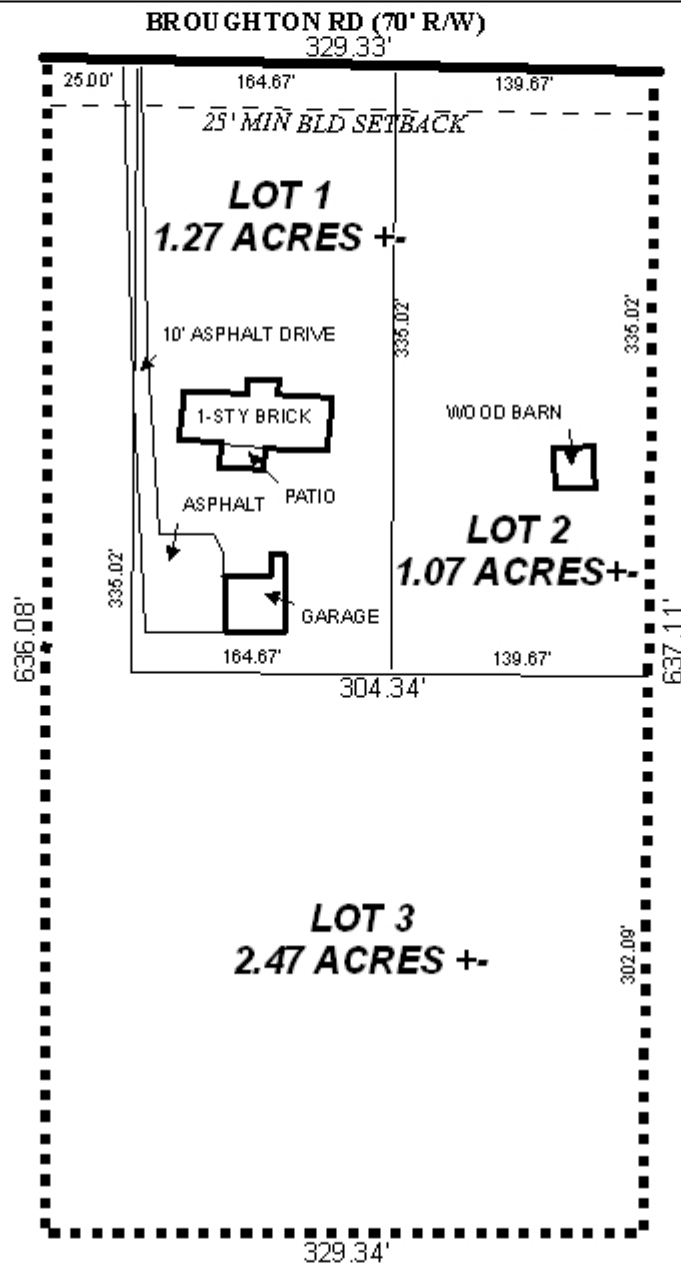 BROUGHTON RD (70' R/W)
329.33'
25.00'
164.67'
139.67'
25' MIN BLD SETBACK
LOT 1
1.27 ACRES +-
335.02'
335.02'
10' ASPHALT DRIVE
1-STY BRICK
WOOD BARN
PATIO
ASPHALT
LOT 2
1.07 ACRES+-
335.02'
GARAGE
636.08'
637.11'
164.67'
139.67'
304.34'
LOT 3
2.47 ACRES +-
302.09'
329.34'